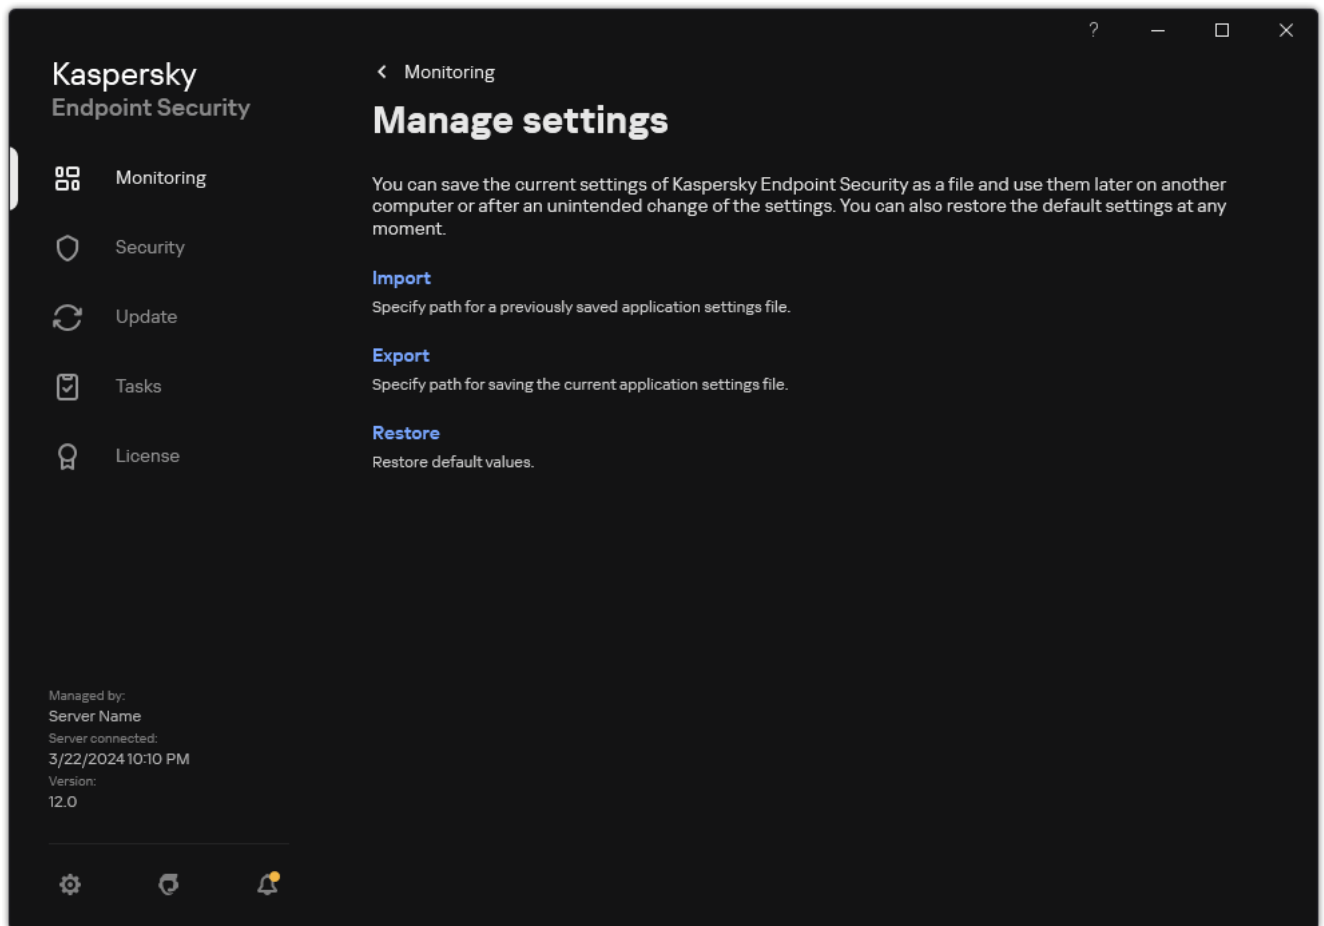 ?
Kaspersky
Endpoint Security
Monitoring
Security
Update
Tasks
License
Managed by:
Server Name
Server connected:
3/22/2024 10:10 PM
Version:
12.0
Monitoring
Manage settings
You can save the current settings of Kaspersky Endpoint Security as a file and use them later on another
computer or after an unintended change of the settings. You can also restore the default settings at any
moment.
Import
Specify path for a previously saved application settings file.
Export
Specify path for saving the current application settings file.
Restore
Restore default values.